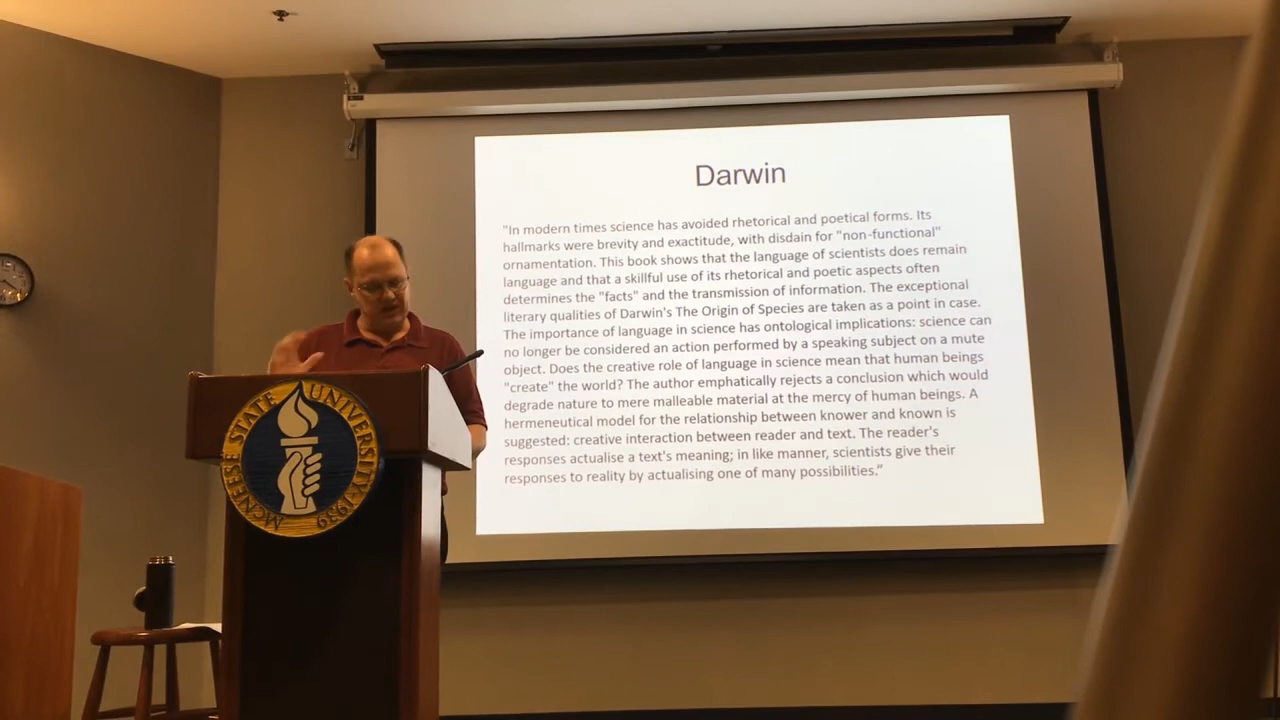 Darwin
"In modern times science has avoided rhetorical and poetical forms. Its
hallmarks were brevity and exactitude, with disdain for "non-functional"
ornamentation. This book shows that the language of scientists does remain
language and that a skillful use of its rhetorical and poetic aspects often
determines the "facts" and the transmission of information. The exceptional
literary qualities of Darwin's The Origin of Species are taken as a point in case.
The importance of language in science has ontological implications: science can
no longer be considered an action performed by a speaking subject on a mute
object. Does the creative role of language in science mean that human beings
"create" the world? The author emphatically rejects a conclusion which would
degrade nature to mere malleable material at the mercy of human beings. A
hermeneutical model for the relationship between knower and known is
suggested: creative interaction between reader and text. The reader's
responses actualise a text's meaning; in like manner, scientists give their
responses to reality by actualising one of many possibilities.”
McNEESE STATE UNIVERSITY·1939